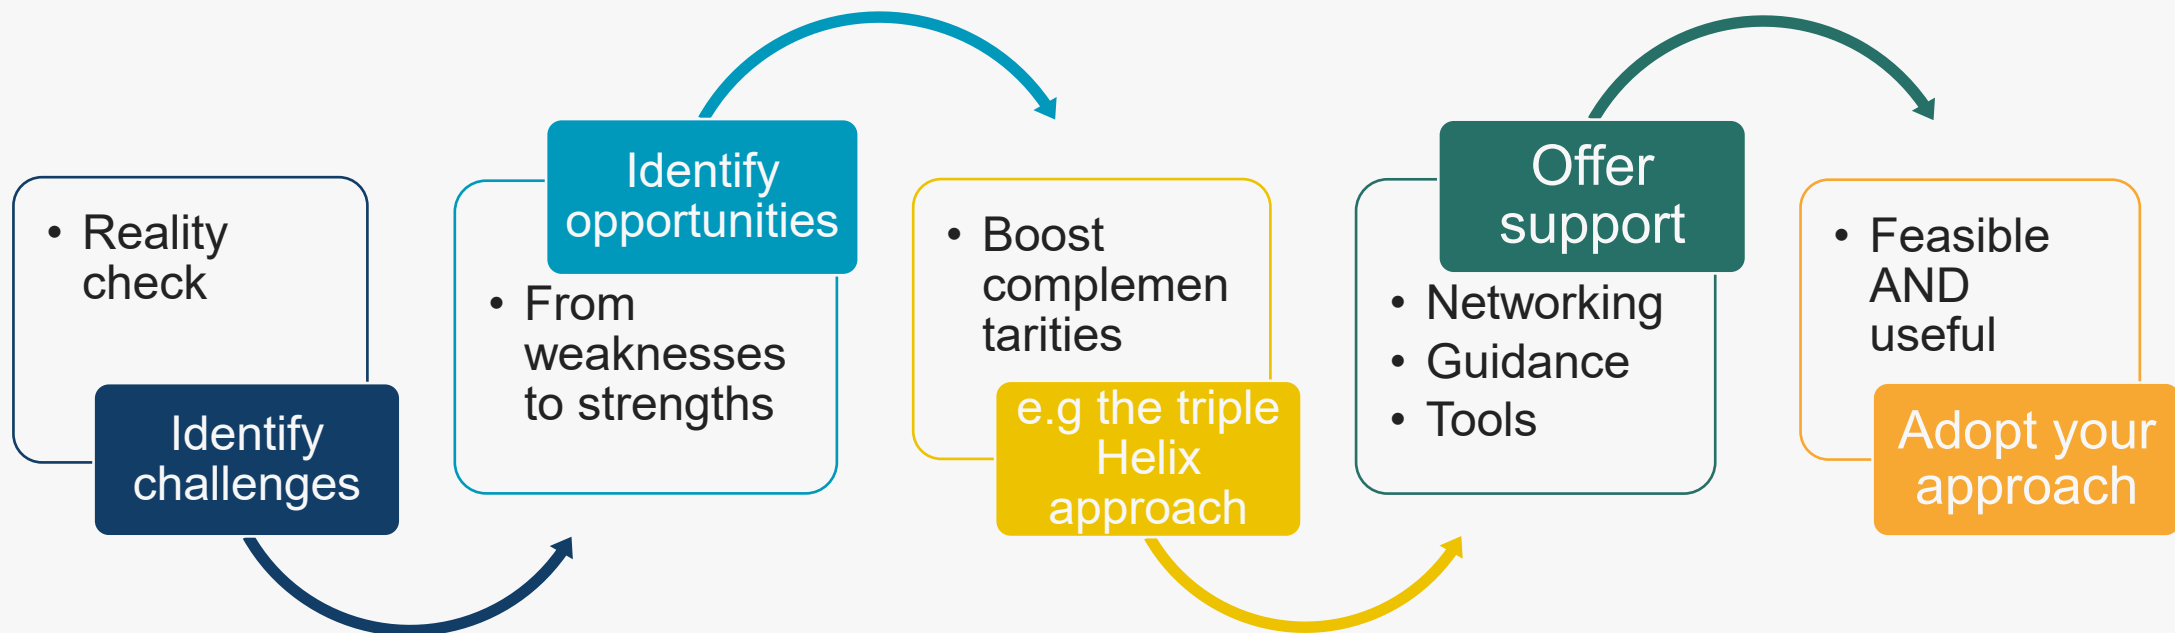 • Reality
check
Identify
challenges
Identify
opportunities
• From
weaknesses
to strengths
• Boost
complemen
tarities
e.g the triple
Helix
approach
Offer
support
• Networking
• Guidance
• Tools
• Feasible
AND
useful
Adopt your
approach